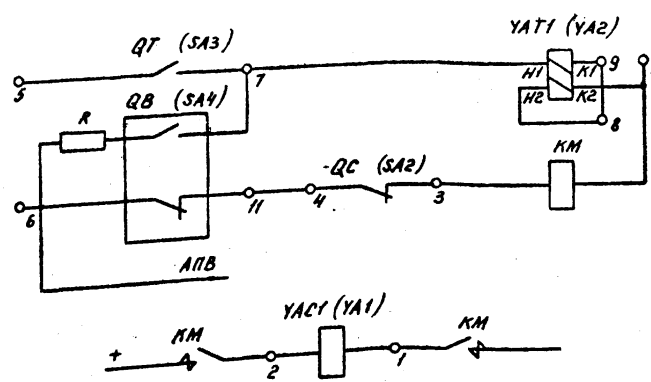 QT (SA3)
YAT1 (YA2)
5
7
H1
K1
9
H2
K2
8
R
QB (SA4)
KM
6
11
4
-QC (SA2)
3
АПВ
YAC1 (YA1)
+
KM
2
1
KM